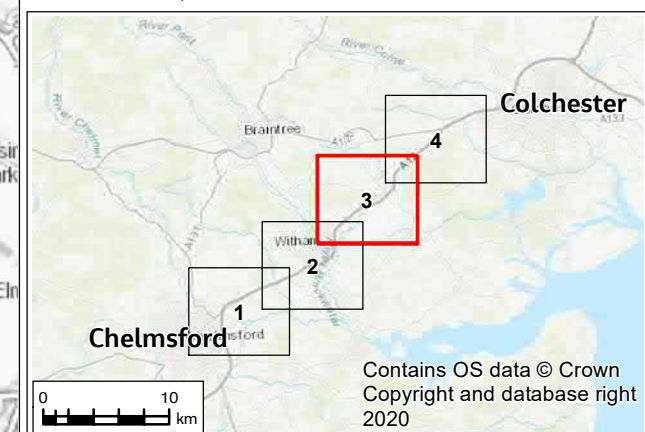 River Pant
River Colne
River Chelmer
Colchester
Braintree
A120
A133
4
A12
3
Witham
2
A131
1
Chelmsford
Contains OS data © Crown
Copyright and database right
2020
0 10
km